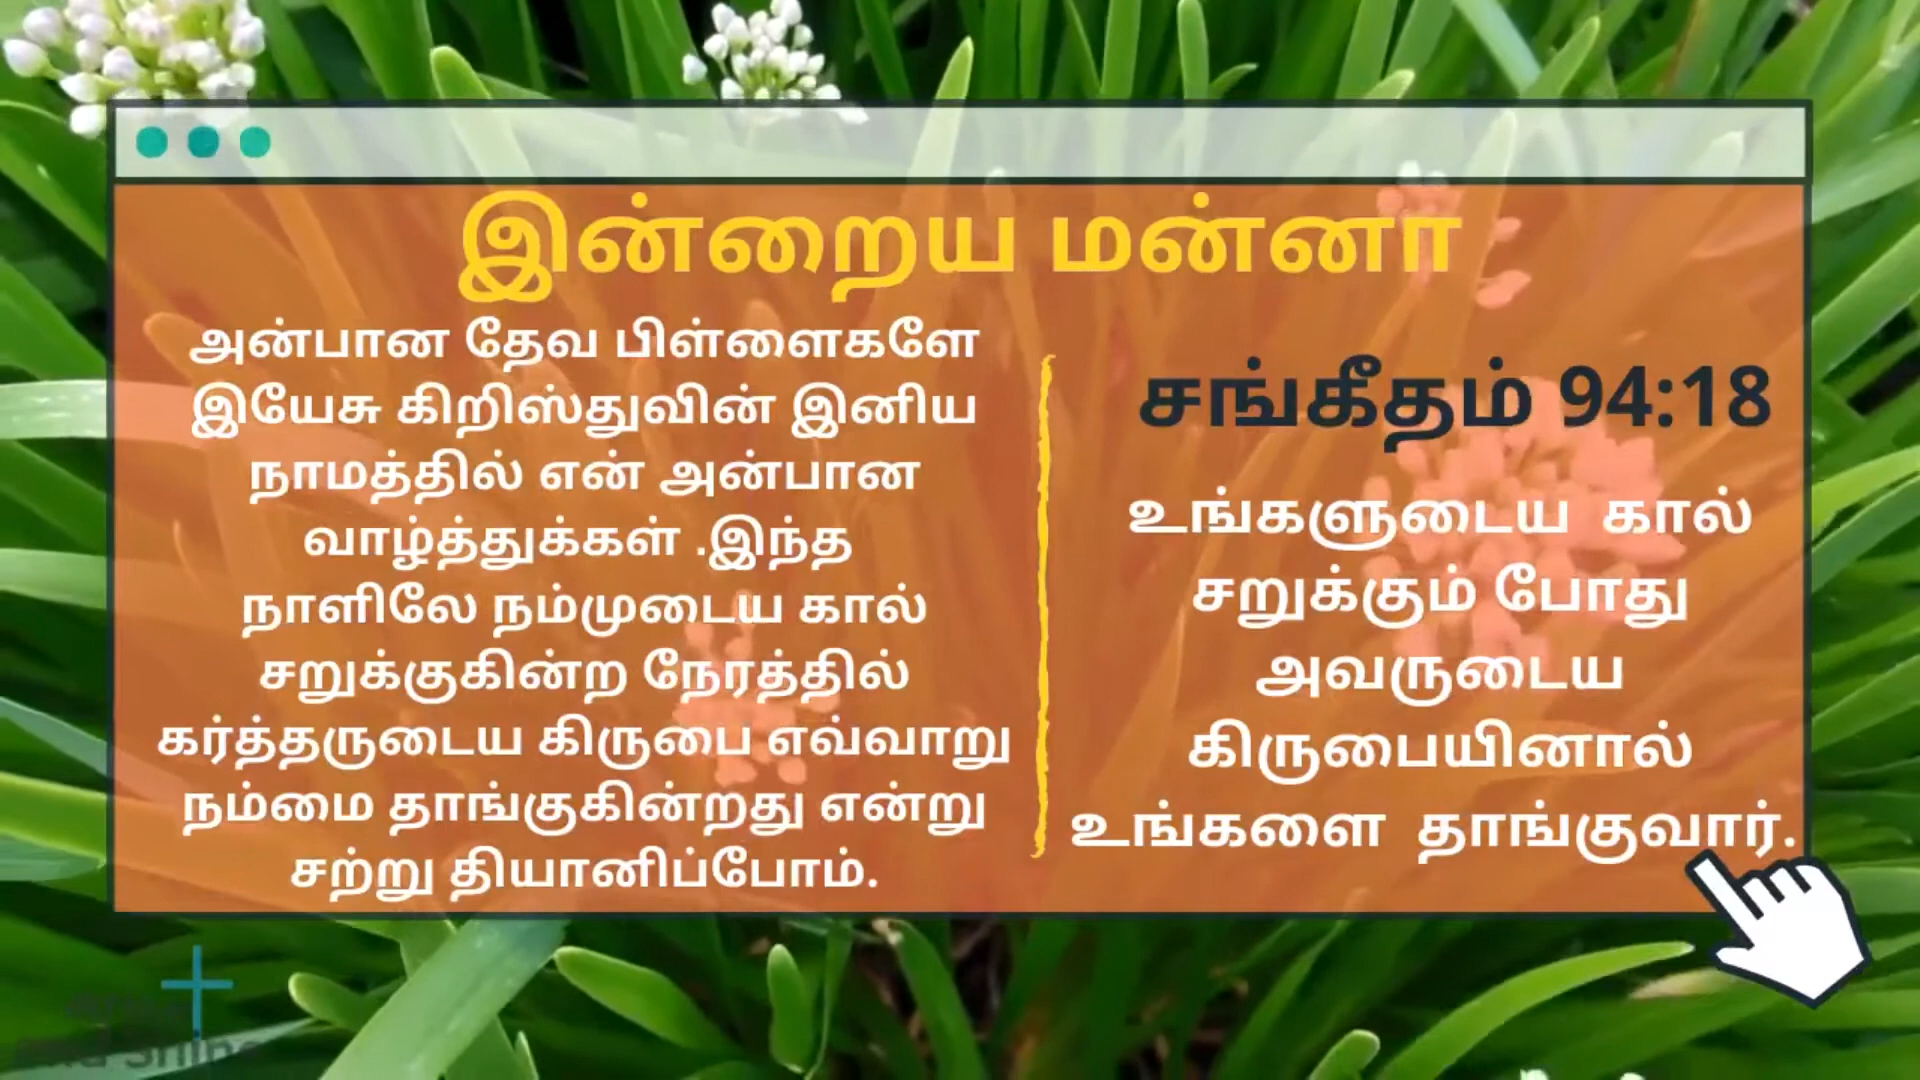 இன்றைய மன்னா
அன்பான தேவ பிள்ளைகளே
இயேசு கிறிஸ்துவின் இனிய
நாமத்தில் என் அன்பான
வாழ்த்துக்கள் .இந்த
நாளிலே நம்முடைய கால்
சறுக்குகின்ற நேரத்தில்
கர்த்தருடைய கிருபை எவ்வாறு
நம்மை தாங்குகின்றது என்று
சற்று தியானிப்போம்.
சங்கீதம் 94:18
உங்களுடைய கால்
சறுக்கும் போது
அவருடைய
கிருபையினால்
உங்களை தாங்குவார்.